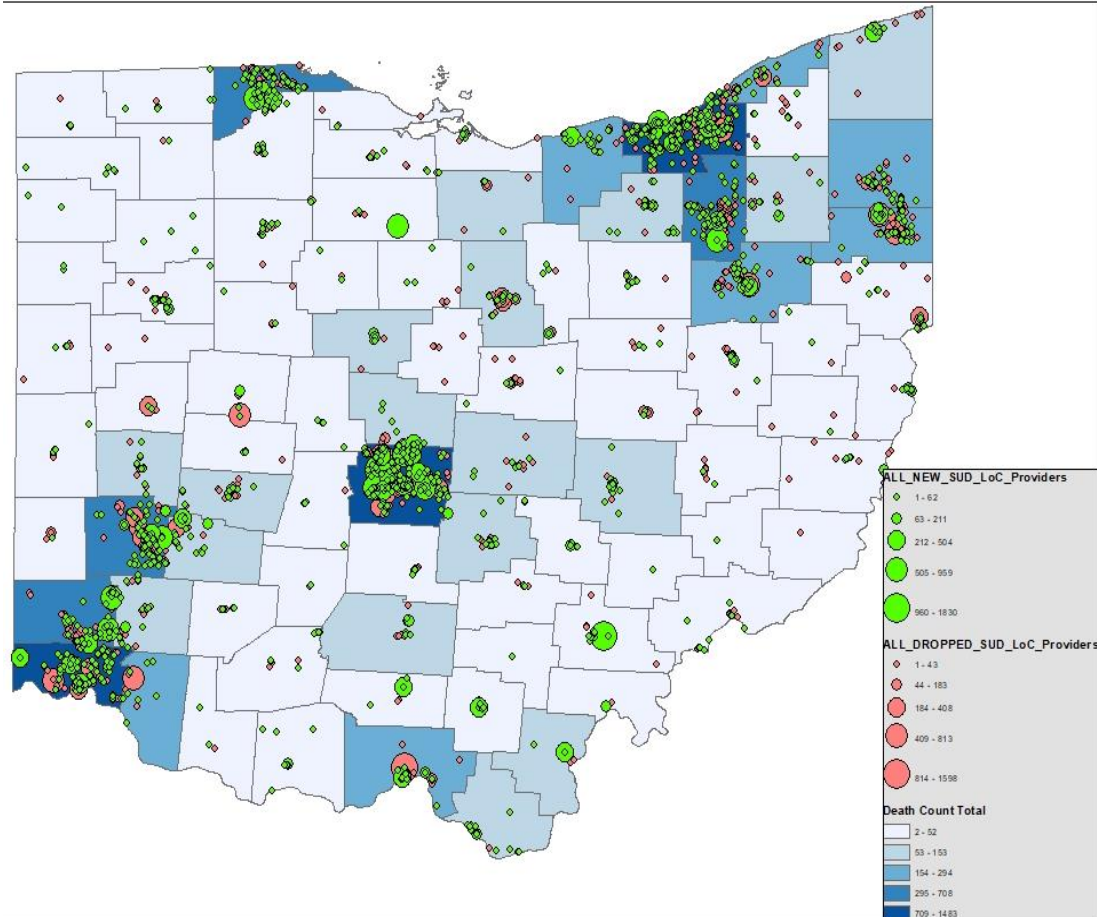 ALL_NEW_SUD_LoC_Providers
1 - 62
63 - 211
212 - 504
505 - 959
960 - 1830
ALL_DROPPED_SUD_LoC_Providers
1 - 43
44 - 183
184 - 408
409 - 813
814 - 1598
Death Count Total
2 - 52
53 - 153
154 - 294
295 - 708
709 - 1483